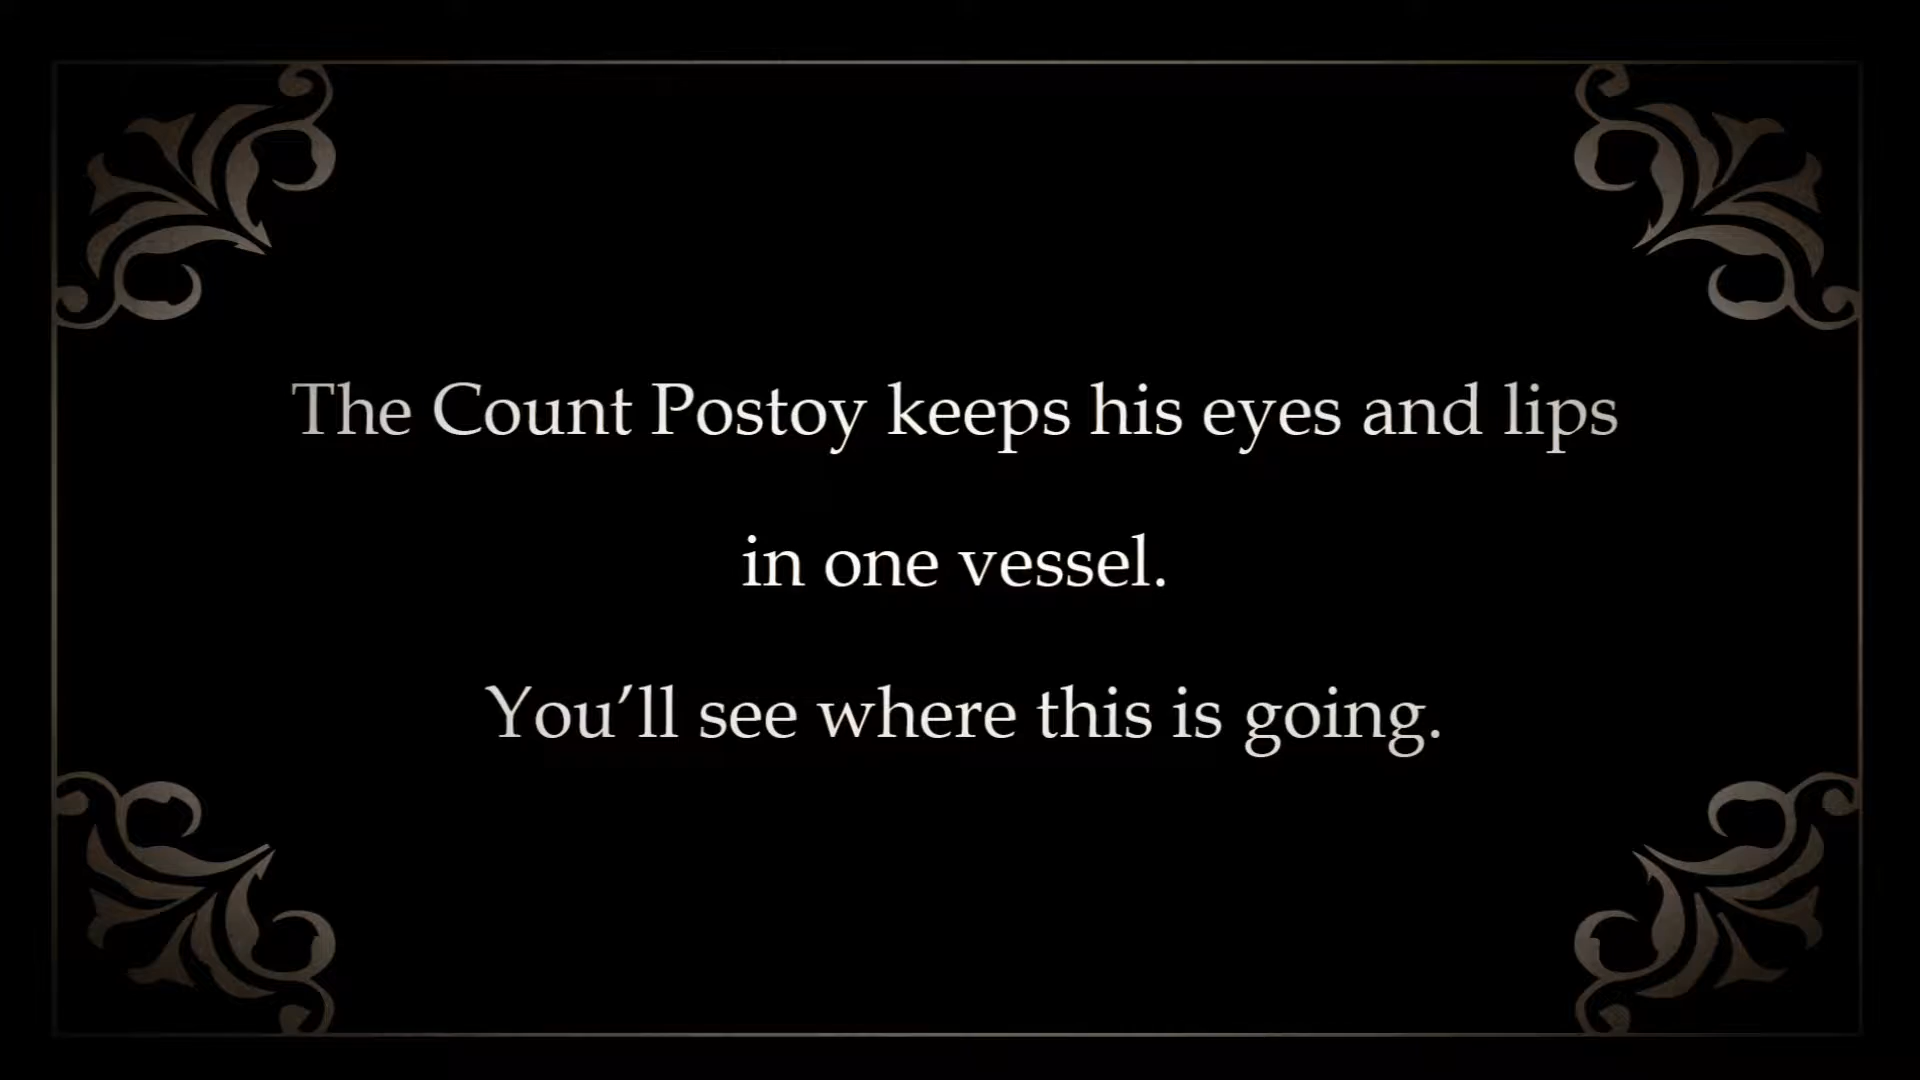 The Count Postoy keeps his eyes and lips
in one vessel.
You’ll see where this is going.